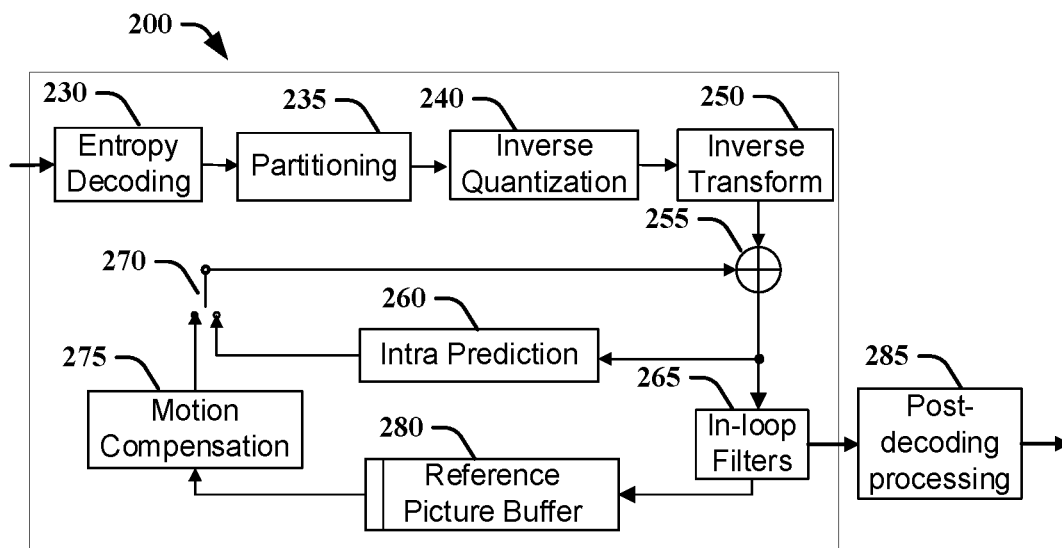 200
230
235
240
250
Entropy
Decoding
Partitioning
Inverse
Quantization
Inverse
Transform
255
270
260
Intra Prediction
275
265
285
Motion
Compensation
280
Reference
Picture Buffer
In-loop
Filters
Post-
decoding
processing